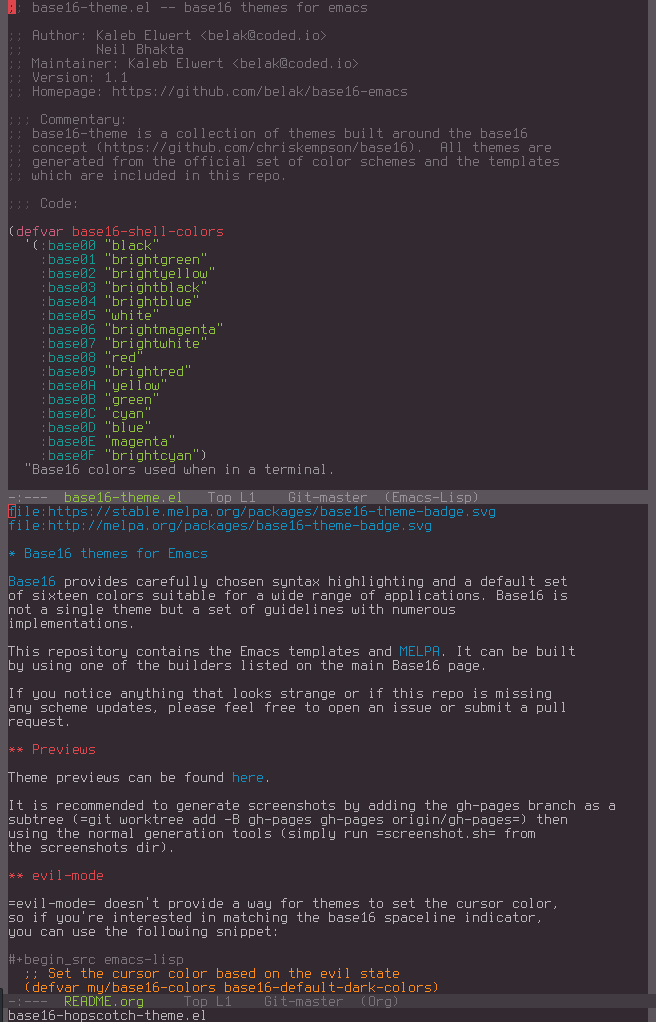 ;; base16-theme.el -- base16 themes for emacs
;; Author: Kaleb Elwert <belak@coded.io>
;;         Neil Bhakta
;; Maintainer: Kaleb Elwert <belak@coded.io>
;; Version: 1.1
;; Homepage: https://github.com/belak/base16-emacs
;;; Commentary:
;; base16-theme is a collection of themes built around the base16
;; concept (https://github.com/chriskempson/base16).  All themes are
;; generated from the official set of color schemes and the templates
;; which are included in this repo.
;;; Code:
(defvar base16-shell-colors
  '(:base00 "black"
    :base01 "brightgreen"
    :base02 "brightyellow"
    :base03 "brightblack"
    :base04 "brightblue"
    :base05 "white"
    :base06 "brightmagenta"
    :base07 "brightwhite"
    :base08 "red"
    :base09 "brightred"
    :base0A "yellow"
    :base0B "green"
    :base0C "cyan"
    :base0D "blue"
    :base0E "magenta"
    :base0F "brightcyan")
  "Base16 colors used when in a terminal.
-:---  base16-theme.el   Top L1    Git-master  (Emacs-Lisp)
file:https://stable.melpa.org/packages/base16-theme-badge.svg
file:http://melpa.org/packages/base16-theme-badge.svg
* Base16 themes for Emacs
Base16 provides carefully chosen syntax highlighting and a default set
of sixteen colors suitable for a wide range of applications. Base16 is
not a single theme but a set of guidelines with numerous
implementations.
This repository contains the Emacs templates and MELPA. It can be built
by using one of the builders listed on the main Base16 page.
If you notice anything that looks strange or if this repo is missing
any scheme updates, please feel free to open an issue or submit a pull
request.
** Previews
Theme previews can be found here.
It is recommended to generate screenshots by adding the gh-pages branch as a
subtree (=git worktree add -B gh-pages gh-pages origin/gh-pages=) then
using the normal generation tools (simply run =screenshot.sh= from
the screenshots dir).
** evil-mode
=evil-mode= doesn't provide a way for themes to set the cursor color,
so if you're interested in matching the base16 spaceline indicator,
you can use the following snippet:
#+begin_src emacs-lisp
  ;; Set the cursor color based on the evil state
  (defvar my/base16-colors base16-default-dark-colors)
-:---  README.org     Top L1    Git-master  (Org)
base16-hopscotch-theme.el